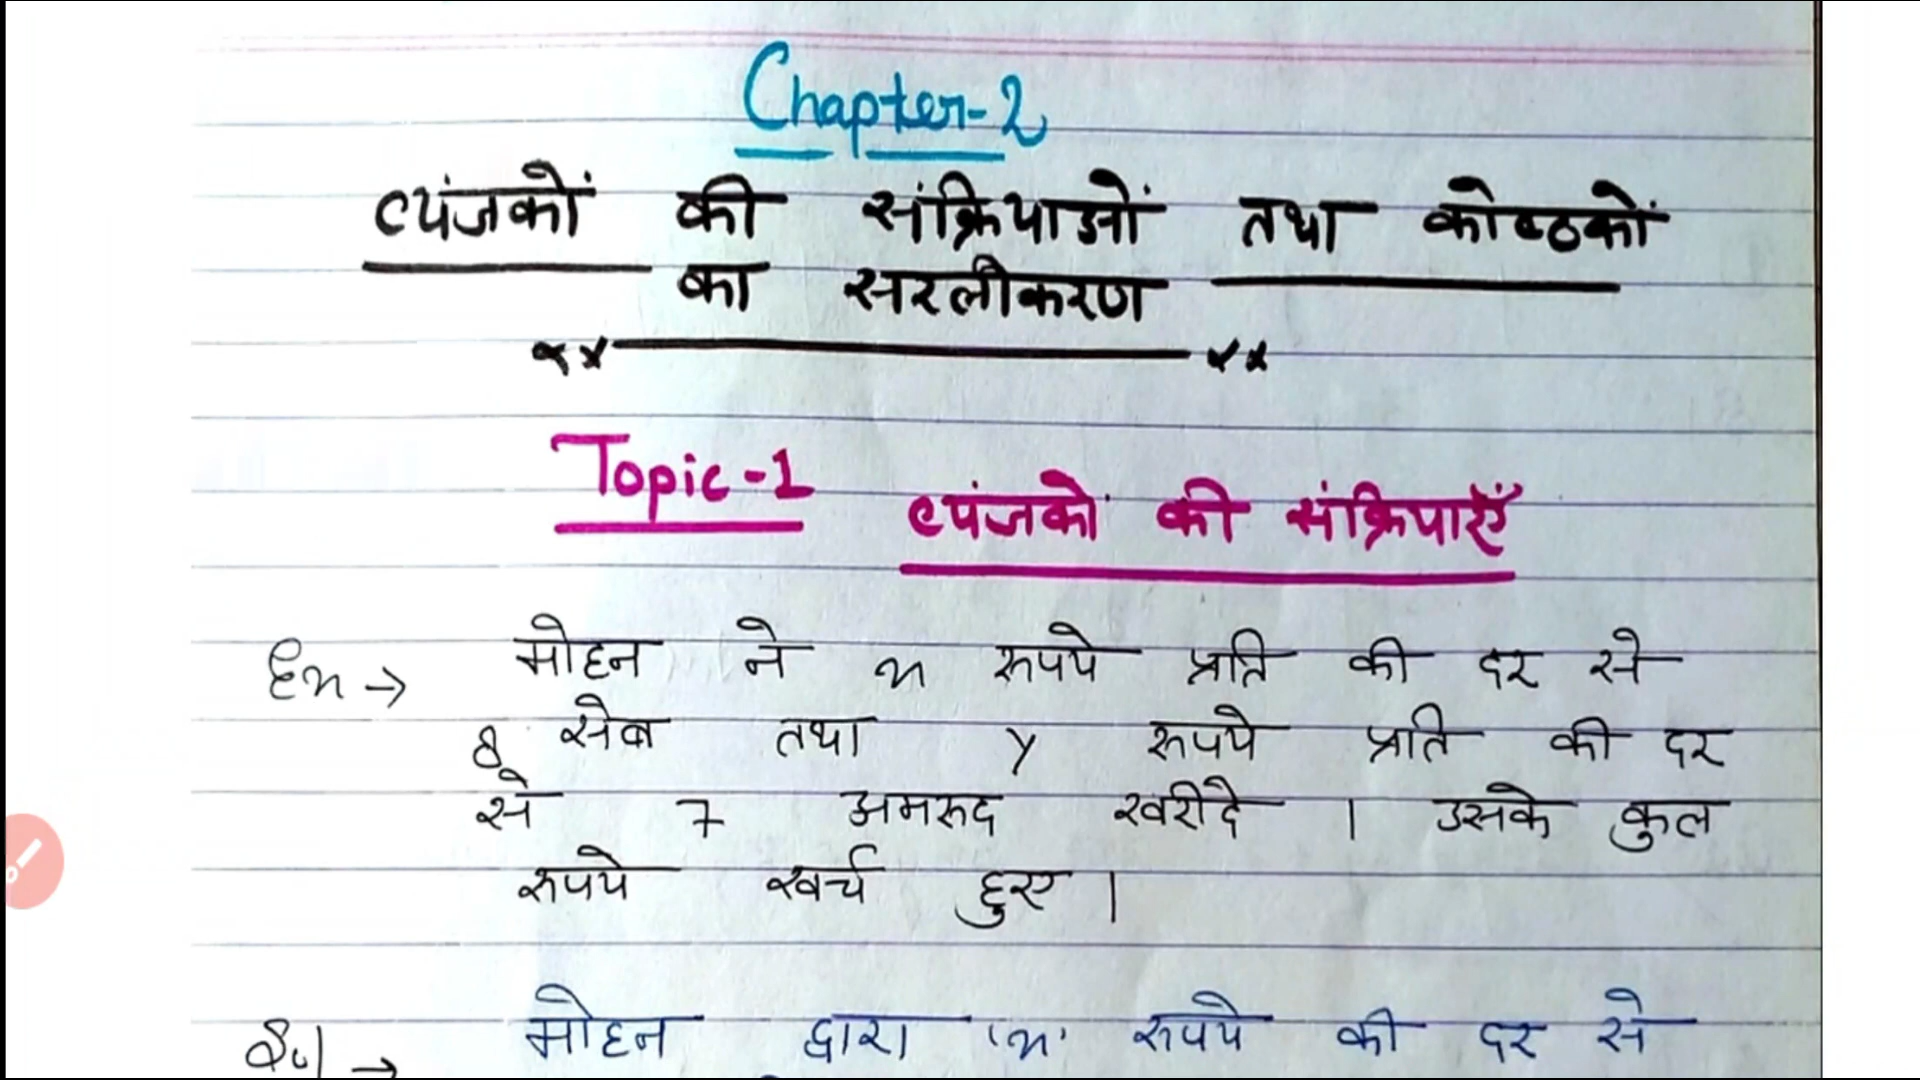 Chapter-2
व्यंजकों की संक्रियाओं तथा कोष्ठकों
का सरलीकरण
Topic-1 व्यंजकों की संक्रियाएँ
Ex → मोहन ने x रूपये प्रति की दर से
8 सेब तथा y रूपये प्रति की दर
से 7 अमरूद खरीदे । उसके कुल
रूपये खर्च हुए ।
Sol → मोहन द्वारा 'x' रूपये की दर से